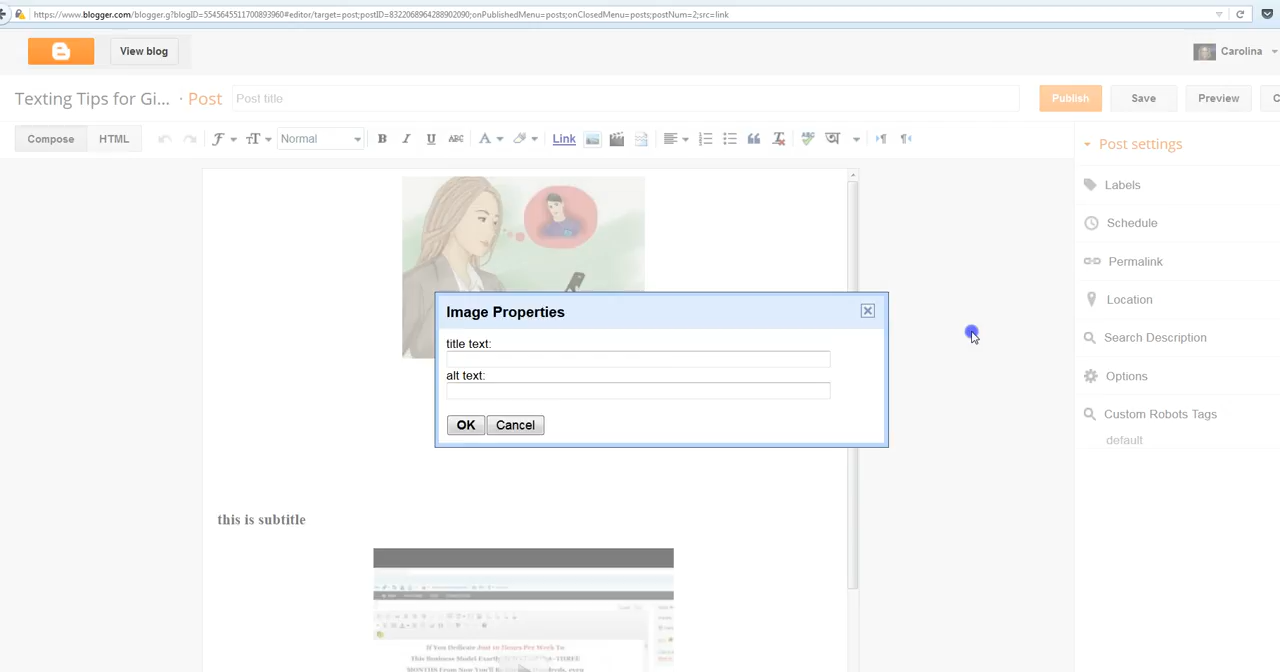 https://www.blogger.com/blogger.g?blogID=5545645511700893960#editor/target=post;postID=8322068964288902090;onPublishedMenu=posts;onClosedMenu=posts;postNum=2;src=link
View blog
Carolina
Texting Tips for Gi... · Post
Post title
Publish
Save
Preview
C
Compose
HTML
Normal
B
I
U
ABC
A
Link
Post settings
Labels
Schedule
Permalink
Location
Search Description
Options
Custom Robots Tags
default
Image Properties
title text:
alt text:
OK
Cancel
this is subtitle
If You Dedicate Just 10 Hours Per Week To
This Business Model Exactly